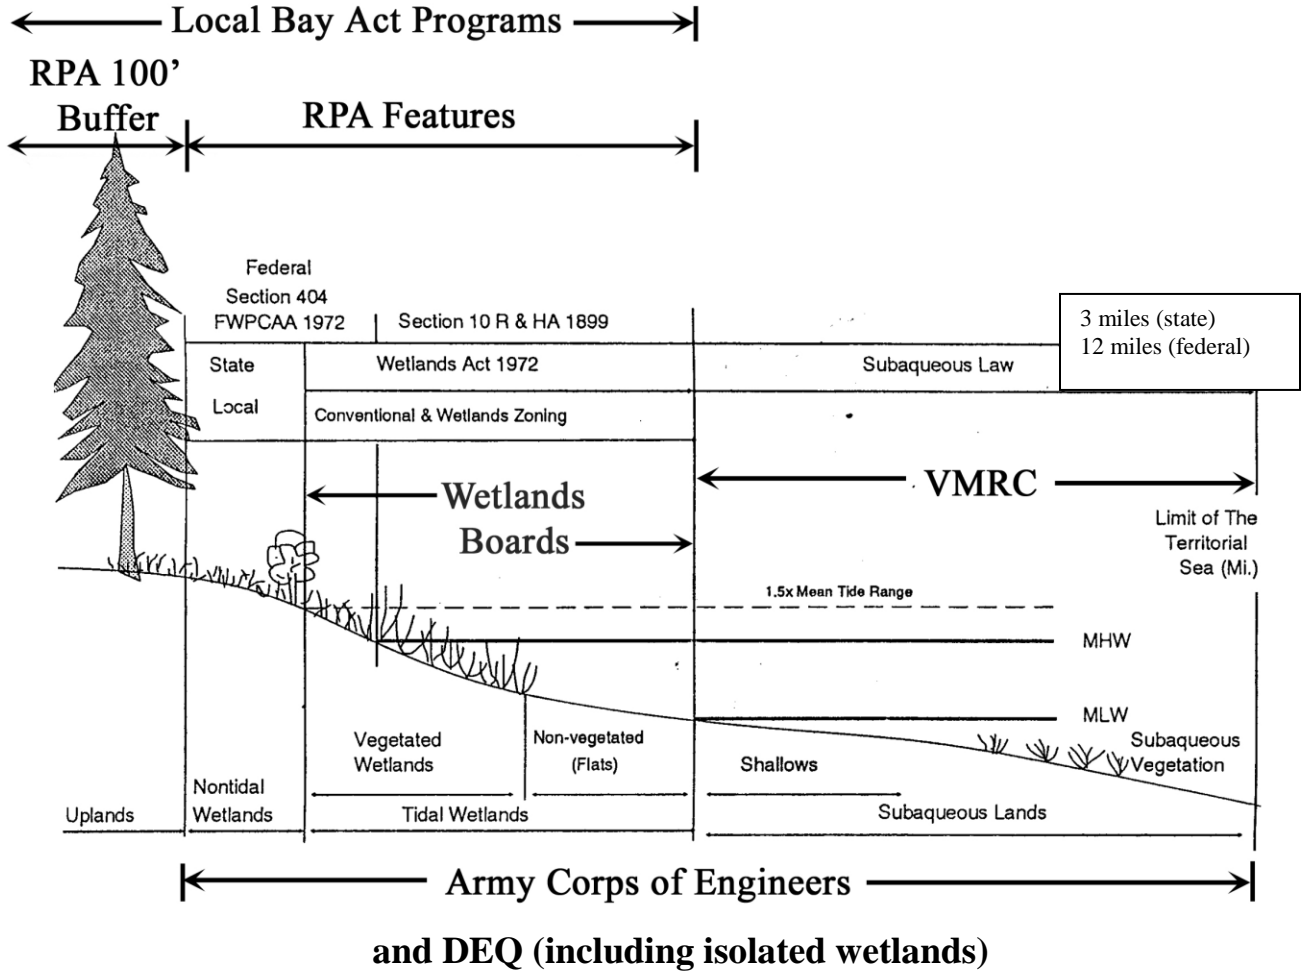 Local Bay Act Programs
RPA 100’
Buffer
RPA Features
Federal
Section 404
FWPCAA 1972
Section 10 R & HA 1899
3 miles (state)
12 miles (federal)
State
Wetlands Act 1972
Subaqueous Law
Local
Conventional & Wetlands Zoning
Wetlands
Boards
VMRC
Limit of The
Territorial
Sea (Mi.)
1.5x Mean Tide Range
MHW
MLW
Vegetated
Wetlands
Non-vegetated
(Flats)
Shallows
Subaqueous
Vegetation
Nontidal
Wetlands
Uplands
Tidal Wetlands
Subaqueous Lands
Army Corps of Engineers
and DEQ (including isolated wetlands)